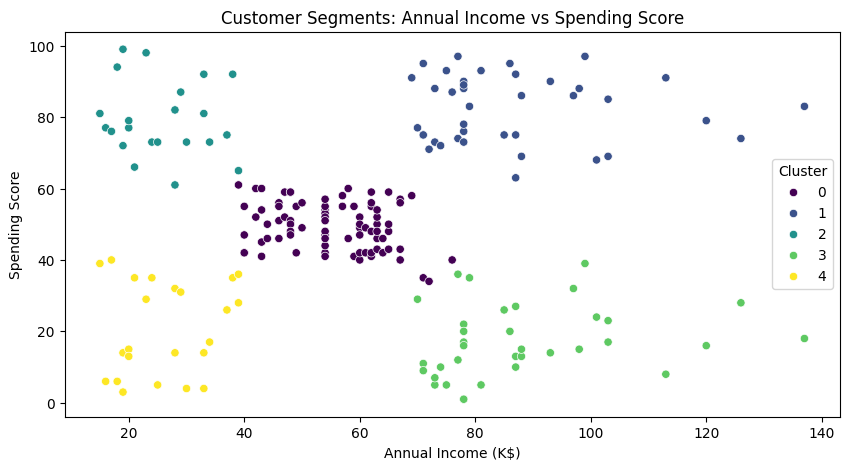 Customer Segments: Annual Income vs Spending Score
100
80
60
40
20
0
Spending Score
Cluster
0
1
2
3
4
20 40 60 80 100 120 140
Annual Income (K$)